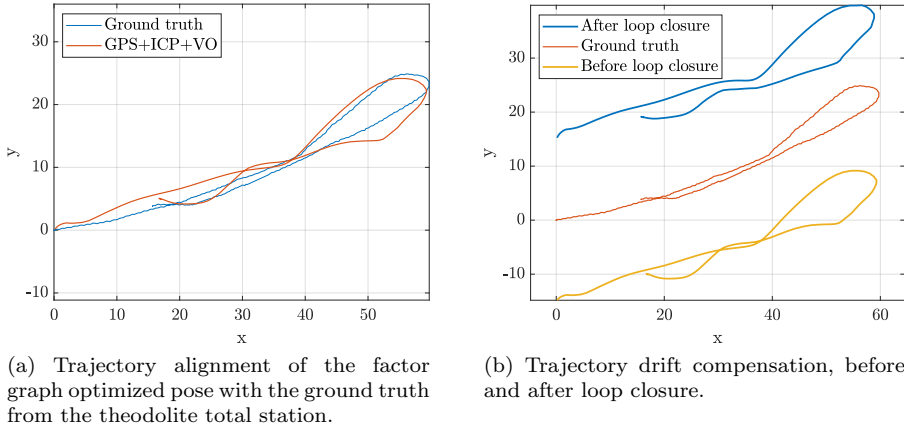 Ground truth
GPS+ICP+VO
30
20
10
0
-10
y
0
10
20
30
40
50
x
After loop closure
Ground truth
Before loop closure
30
20
10
0
-10
y
0
20
40
60
x
(a) Trajectory alignment of the factor
graph optimized pose with the ground truth
from the theodolite total station.
(b) Trajectory drift compensation, before
and after loop closure.